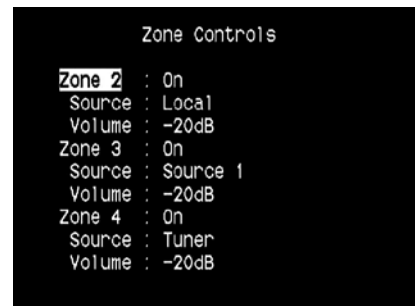 Zone Controls
Zone 2 : On
Source : Local
Volume : -20dB
Zone 3 : On
Source : Source 1
Volume : -20dB
Zone 4 : On
Source : Tuner
Volume : -20dB